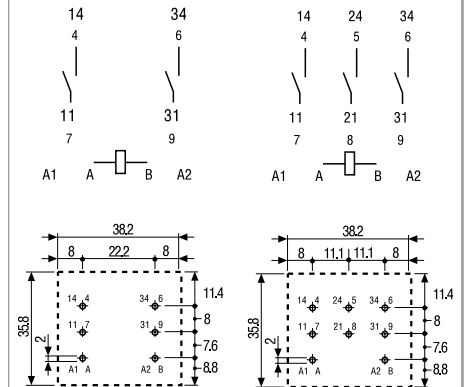 14 34 14 24 34
4 6 4 5 6
11 31 11 21 31
7 9 7 8 9
A1 A B A2 A1 A B A2
38.2 38.2
8 22.2 8 8 11.1 11.1 8
35.8 11.4 35.8 11.4
14 4 34 6 14 4 24 5 34 6
8 8
11 7 31 9 11 7 21 8 31 9
2 7.6 2 7.6
A1 A A2 B A1 A A2 B
8.8 8.8